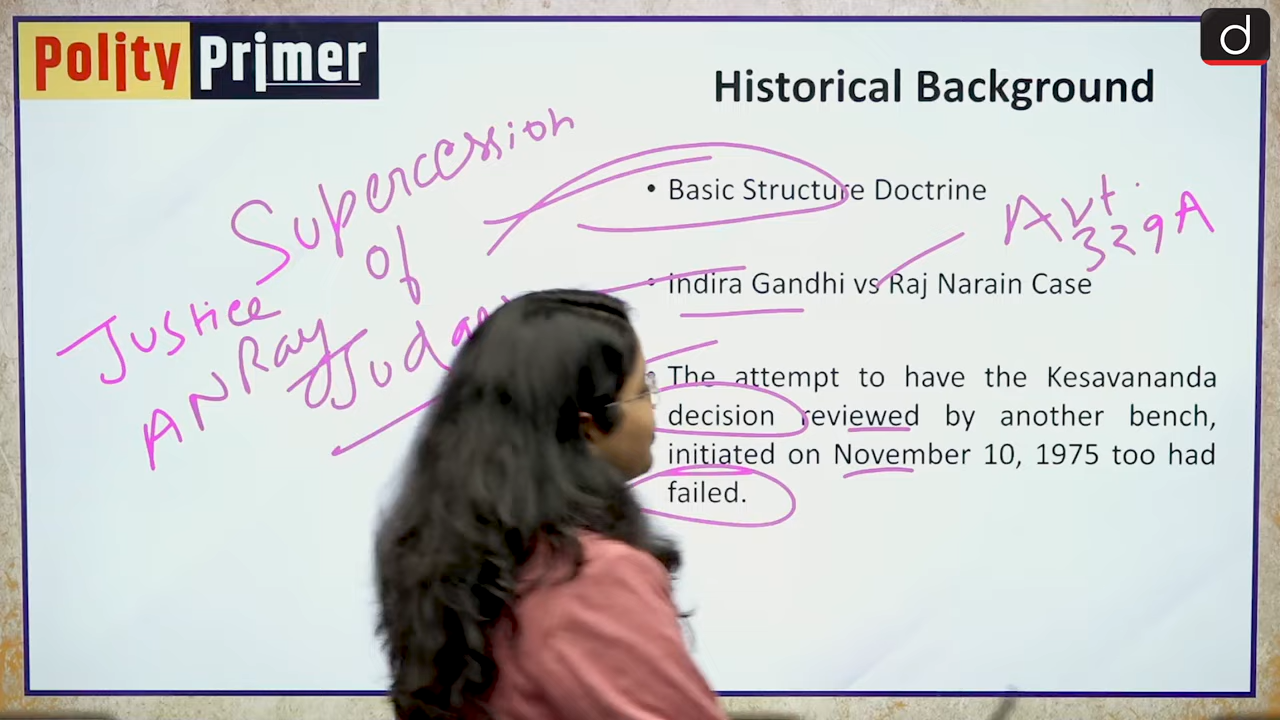 Polity Primer
d
Historical Background
Supercession
of
Justice
A N Ray
• Basic Structure Doctrine
Art. 329A
• Indira Gandhi vs Raj Narain Case
The attempt to have the Kesavananda
decision reviewed by another bench,
initiated on November 10, 1975 too had
failed.